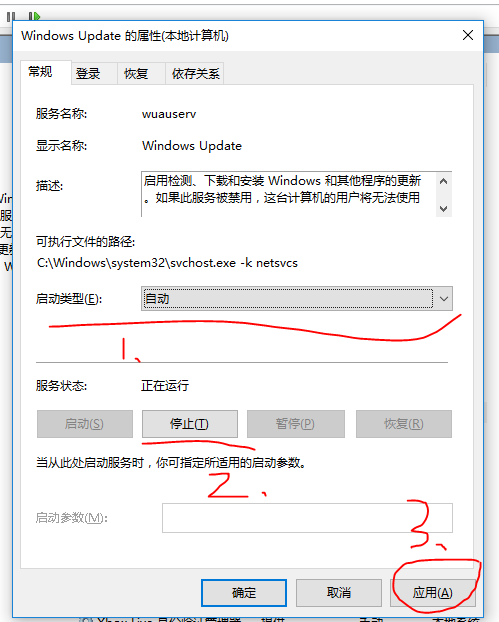 Windows Update 的属性(本地计算机)
常规 登录 恢复 依存关系
服务名称: wuauserv
显示名称: Windows Update
描述: 启用检测、下载和安装 Windows 和其他程序的更新
。如果此服务被禁用，这台计算机的用户将无法使用
可执行文件的路径:
C:\Windows\system32\svchost.exe -k netsvcs
启动类型(E): 自动
1、
服务状态: 正在运行
启动(S) 停止(T) 暂停(P) 恢复(R)
当从此处启动服务时，你可指定所适用的启动参数。
2、
启动参数(M):
3、
确定 取消 应用(A)